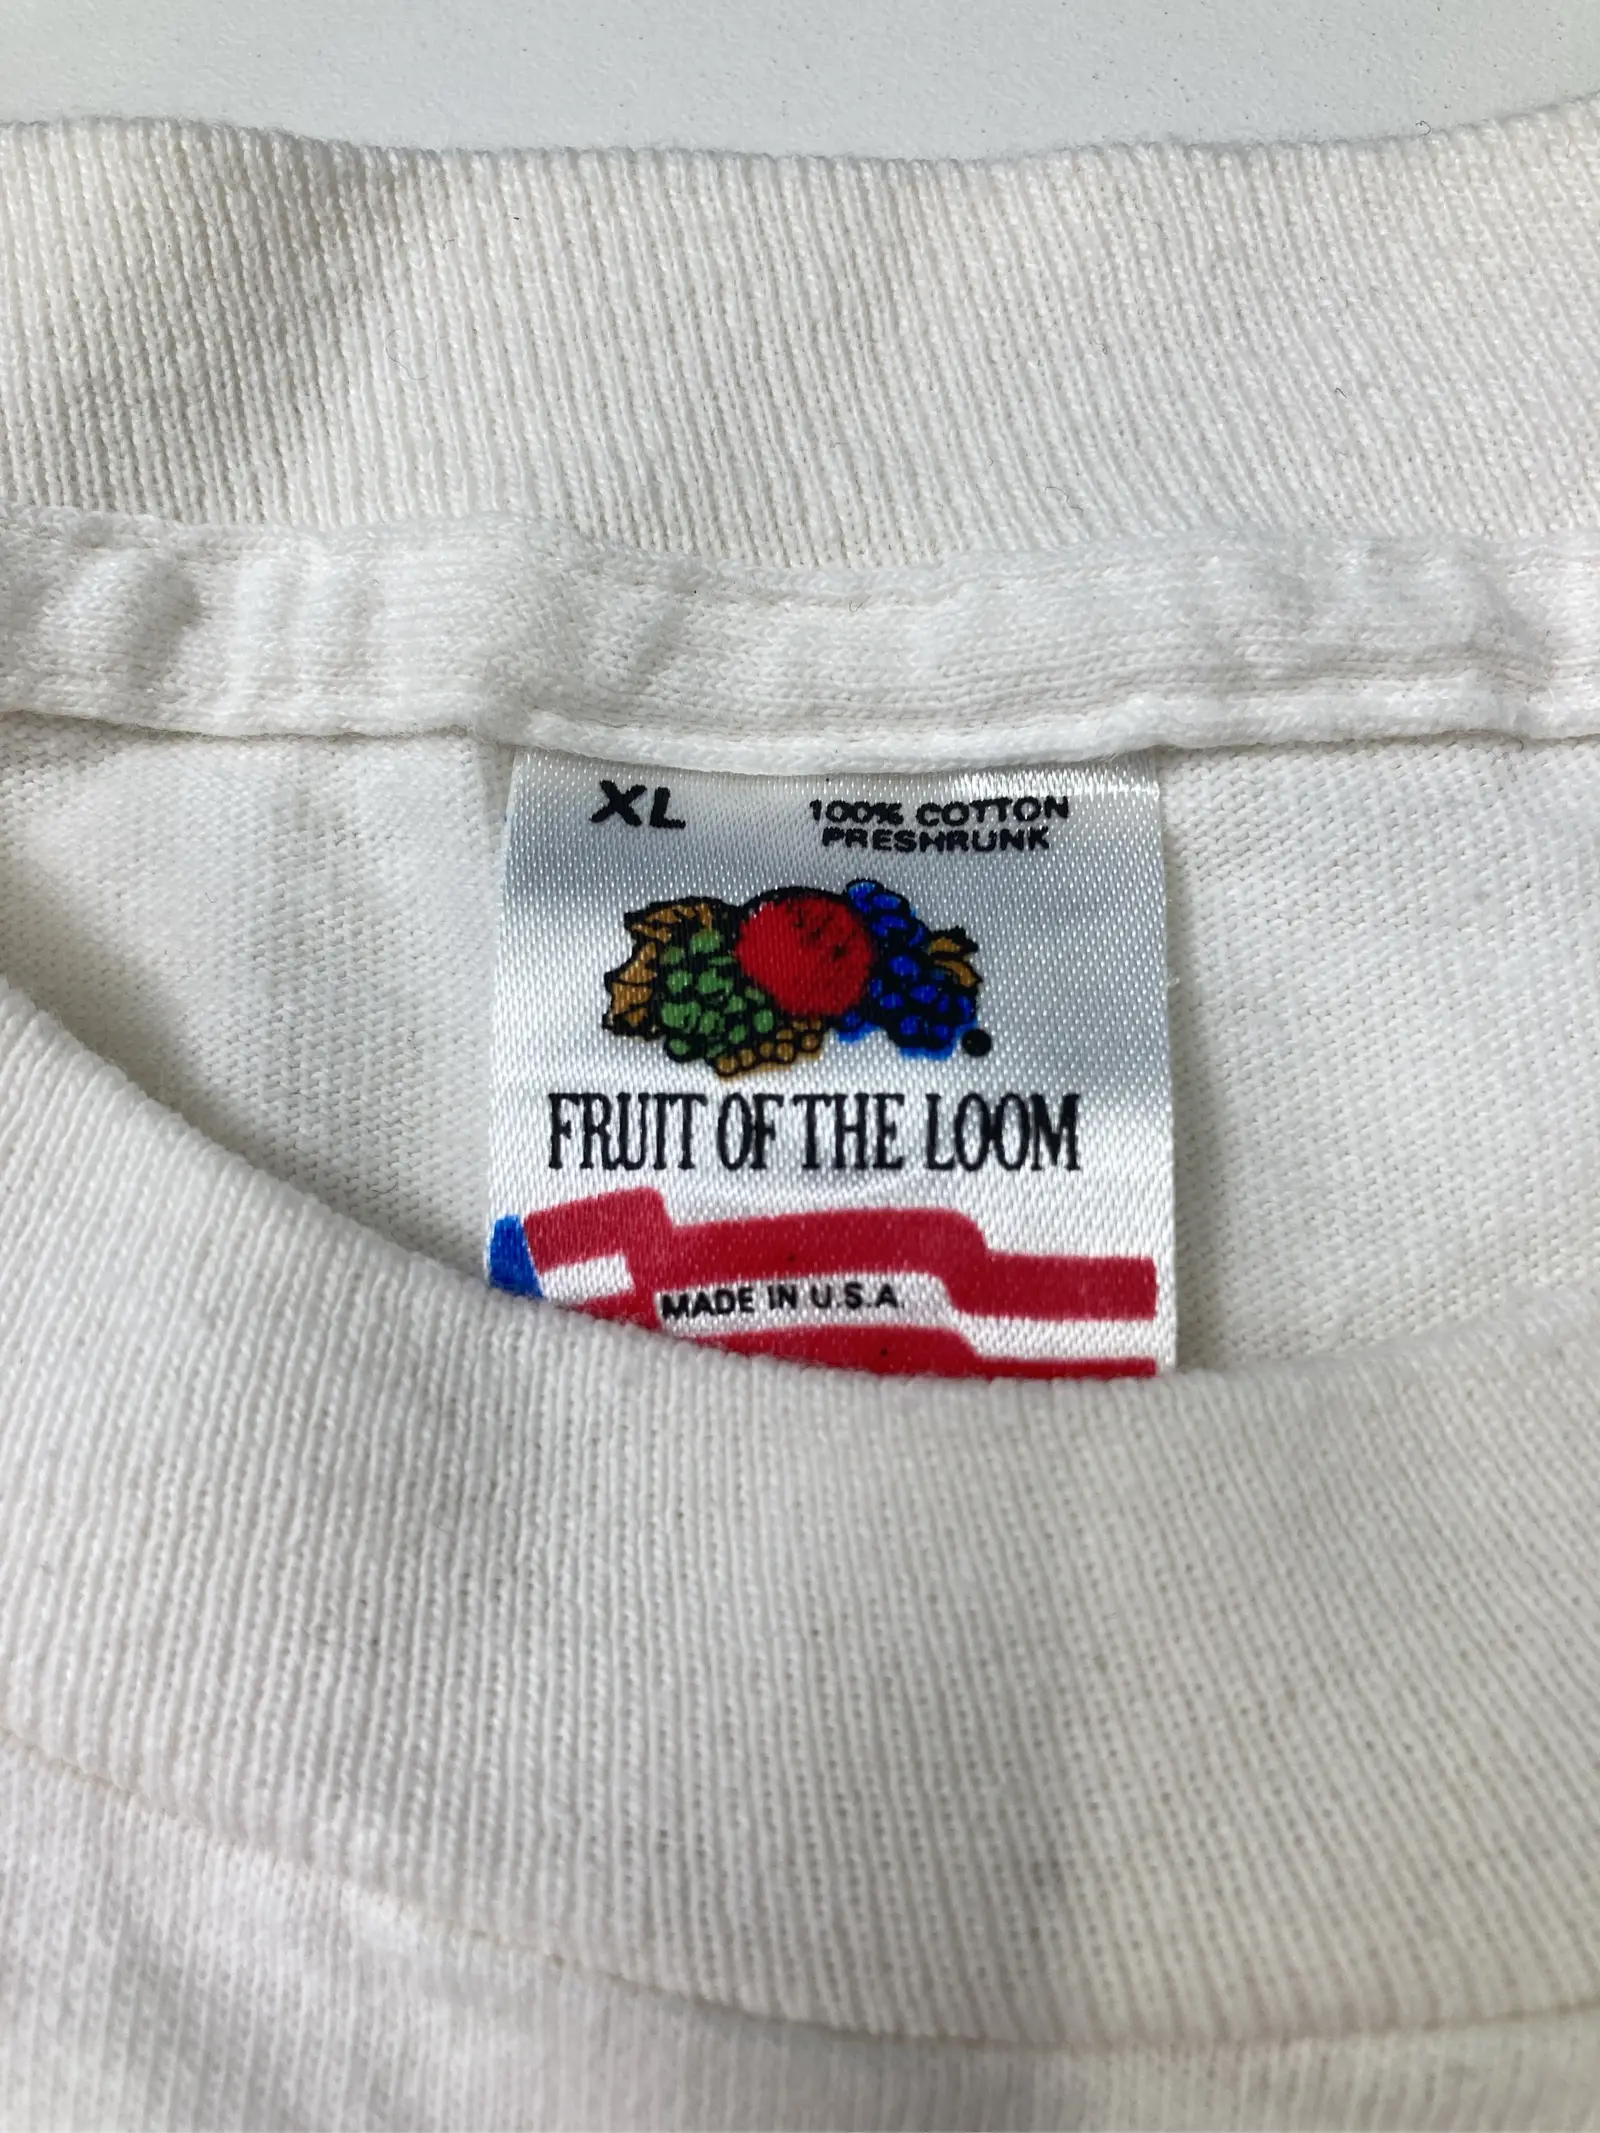 XL
100% COTTON
PRESHRUNK
FRUIT OF THE LOOM
MADE IN U.S.A.